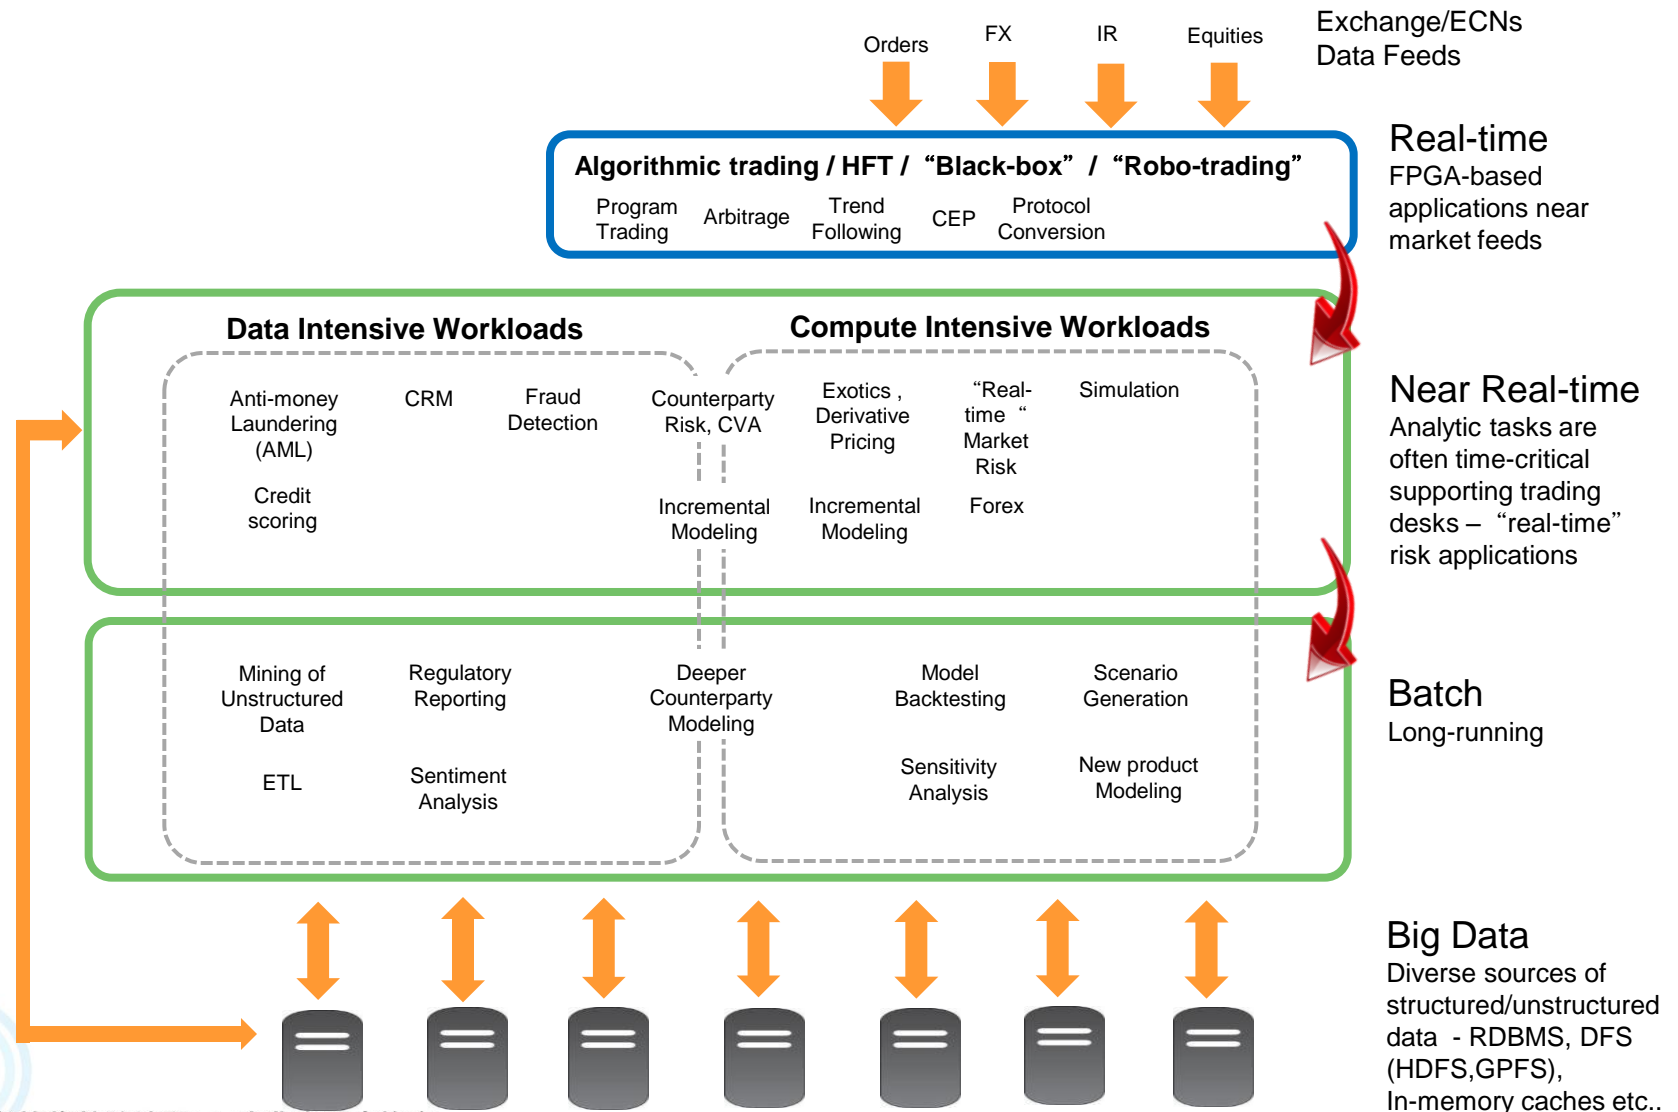 Exchange/ECNs
Data Feeds
Orders
FX
IR
Equities
Algorithmic trading / HFT / “Black-box” / “Robo-trading”
Program
Trading
Arbitrage
Trend
Following
CEP
Protocol
Conversion
Real-time
FPGA-based
applications near
market feeds
Data Intensive Workloads
Compute Intensive Workloads
Anti-money
Laundering
(AML)
CRM
Fraud
Detection
Counterparty
Risk, CVA
Exotics ,
Derivative
Pricing
“Real-
time “
Market
Risk
Simulation
Credit
scoring
Incremental
Modeling
Incremental
Modeling
Forex
Near Real-time
Analytic tasks are
often time-critical
supporting trading
desks – “real-time”
risk applications
Mining of
Unstructured
Data
Regulatory
Reporting
Deeper
Counterparty
Modeling
Model
Backtesting
Scenario
Generation
ETL
Sentiment
Analysis
Sensitivity
Analysis
New product
Modeling
Batch
Long-running
Big Data
Diverse sources of
structured/unstructured
data - RDBMS, DFS
(HDFS,GPFS),
In-memory caches etc..